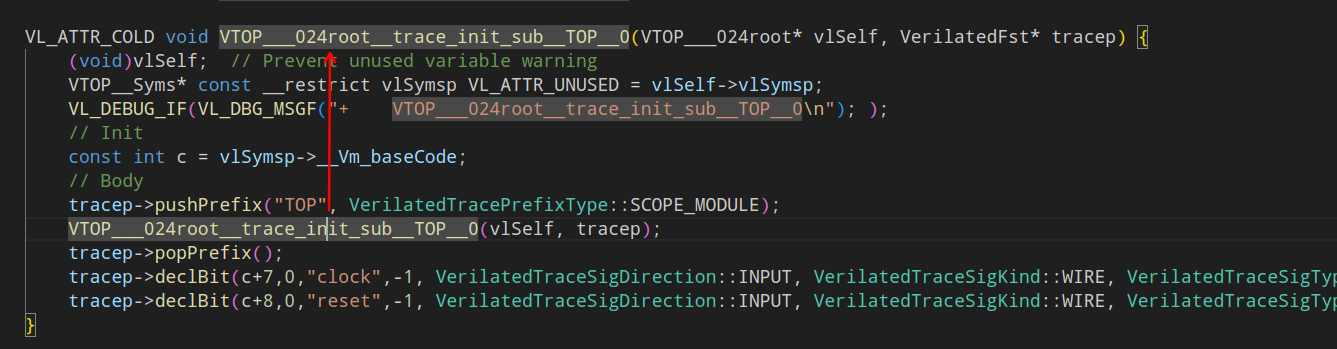 VL_ATTR_COLD void VTOP___024root__trace_init_sub__TOP__0(VTOP___024root* vlSelf, VerilatedFst* tracep) {
    (void)vlSelf;  // Prevent unused variable warning
    VTOP__Syms* const __restrict vlSymsp VL_ATTR_UNUSED = vlSelf->vlSymsp;
    VL_DEBUG_IF(VL_DBG_MSGF("+    VTOP___024root__trace_init_sub__TOP__0\n"); );
    // Init
    const int c = vlSymsp->__Vm_baseCode;
    // Body
    tracep->pushPrefix("TOP", VerilatedTracePrefixType::SCOPE_MODULE);
    VTOP___024root__trace_init_sub__TOP__0(vlSelf, tracep);
    tracep->popPrefix();
    tracep->declBit(c+7,0,"clock",-1, VerilatedTraceSigDirection::INPUT, VerilatedTraceSigKind::WIRE, VerilatedTraceSigTyp
    tracep->declBit(c+8,0,"reset",-1, VerilatedTraceSigDirection::INPUT, VerilatedTraceSigKind::WIRE, VerilatedTraceSigTyp
}